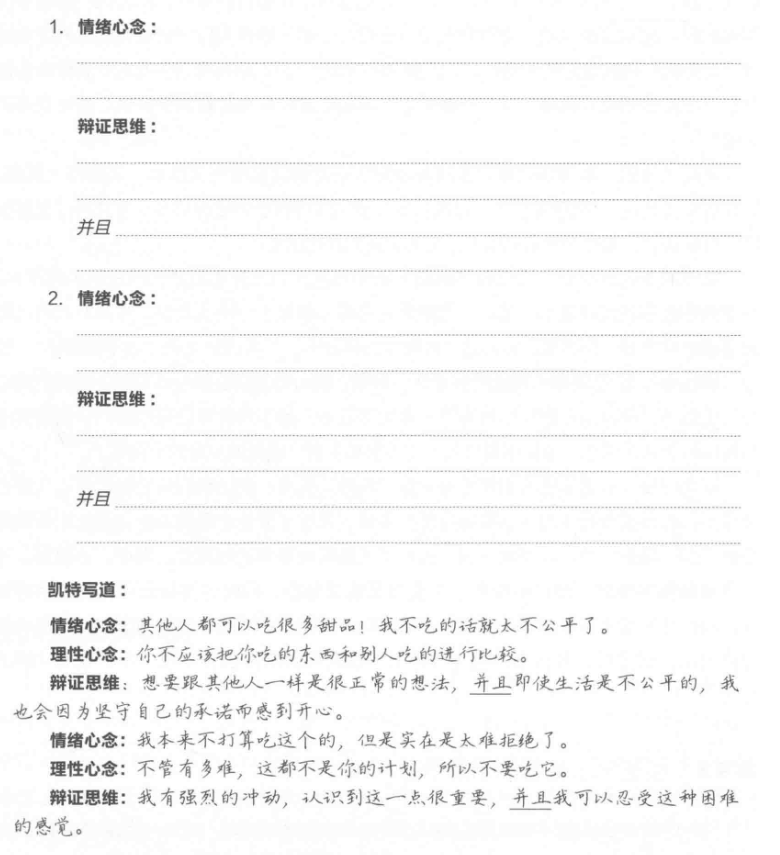 1. 情绪心念：
辩证思维：
并且
2. 情绪心念：
辩证思维：
并且
凯特写道：
情绪心念：其他人都可以吃很多甜品！我不吃的话就太不公平了。
理性心念：你不应该把你吃的东西和别人吃的进行比较。
辩证思维：想要跟其他人一样是很正常的想法，并且即使生活是不公平的，我
也会因为坚守自己的承诺而感到开心。
情绪心念：我本来不打算吃这个的，但是实在是太难拒绝了。
理性心念：不管有多难，这都不是你的计划，所以不要吃它。
辩证思维：我有强烈的冲动，认识到这一点很重要，并且我可以忍受这种困难
的感觉。